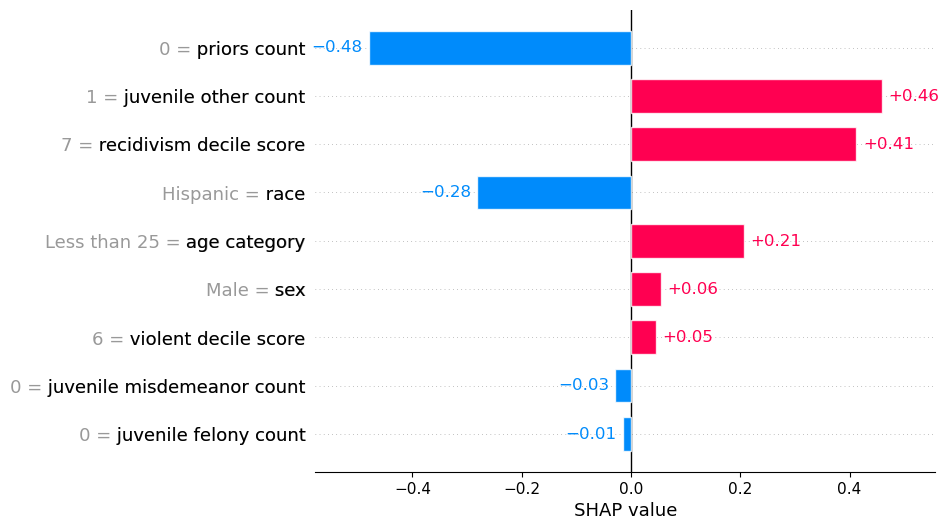 0 = priors count −0.48
1 = juvenile other count +0.46
7 = recidivism decile score +0.41
Hispanic = race −0.28
Less than 25 = age category +0.21
Male = sex +0.06
6 = violent decile score +0.05
0 = juvenile misdemeanor count −0.03
0 = juvenile felony count −0.01
−0.4 −0.2 0.0 0.2 0.4
SHAP value